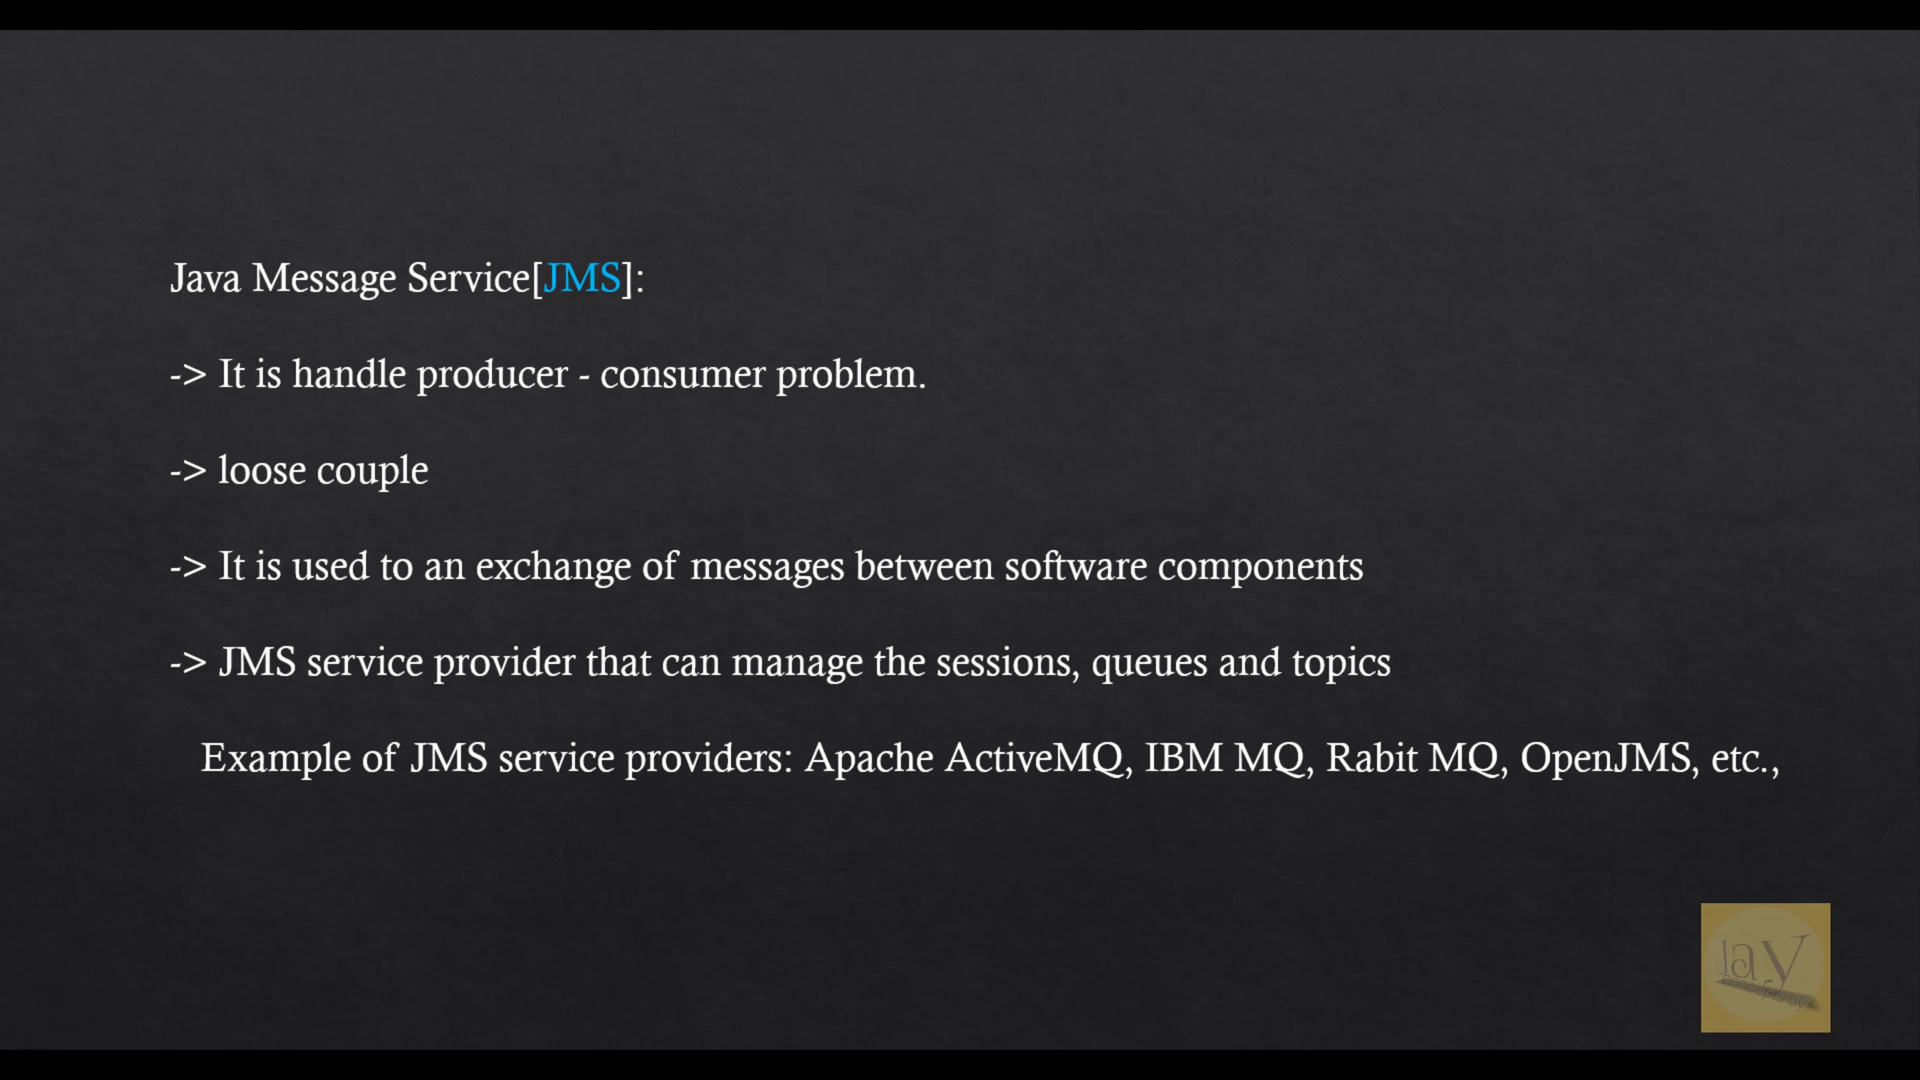 Java Message Service[JMS]:
-> It is handle producer - consumer problem.
-> loose couple
-> It is used to an exchange of messages between software components
-> JMS service provider that can manage the sessions, queues and topics
Example of JMS service providers: Apache ActiveMQ, IBM MQ, Rabit MQ, OpenJMS, etc.,
Jay